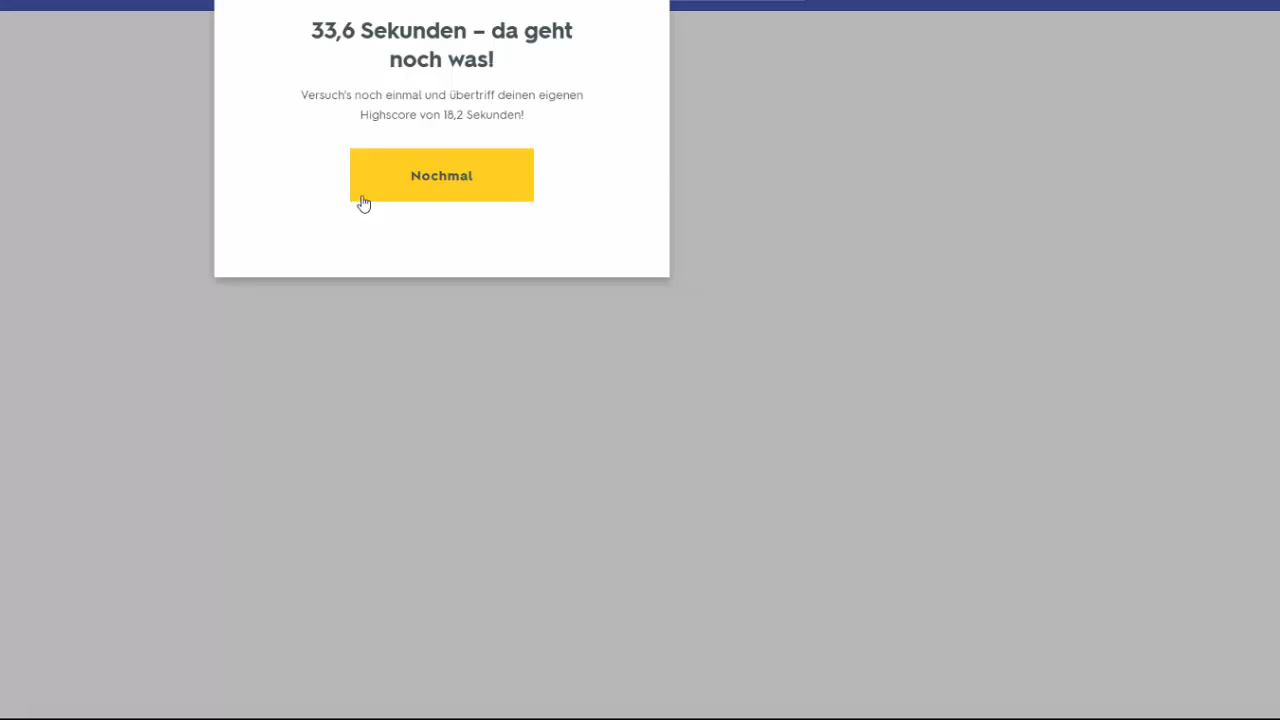 33,6 Sekunden – da geht
noch was!
Versuch's noch einmal und übertriff deinen eigenen
Highscore von 18,2 Sekunden!
Nochmal